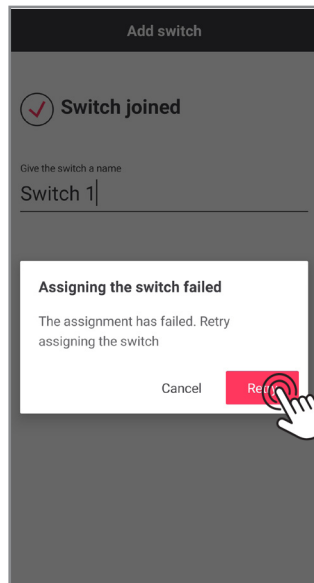 Add switch
Switch joined
Give the switch a name
Switch 1
Assigning the switch failed
The assignment has failed. Retry
assigning the switch
Cancel Retry